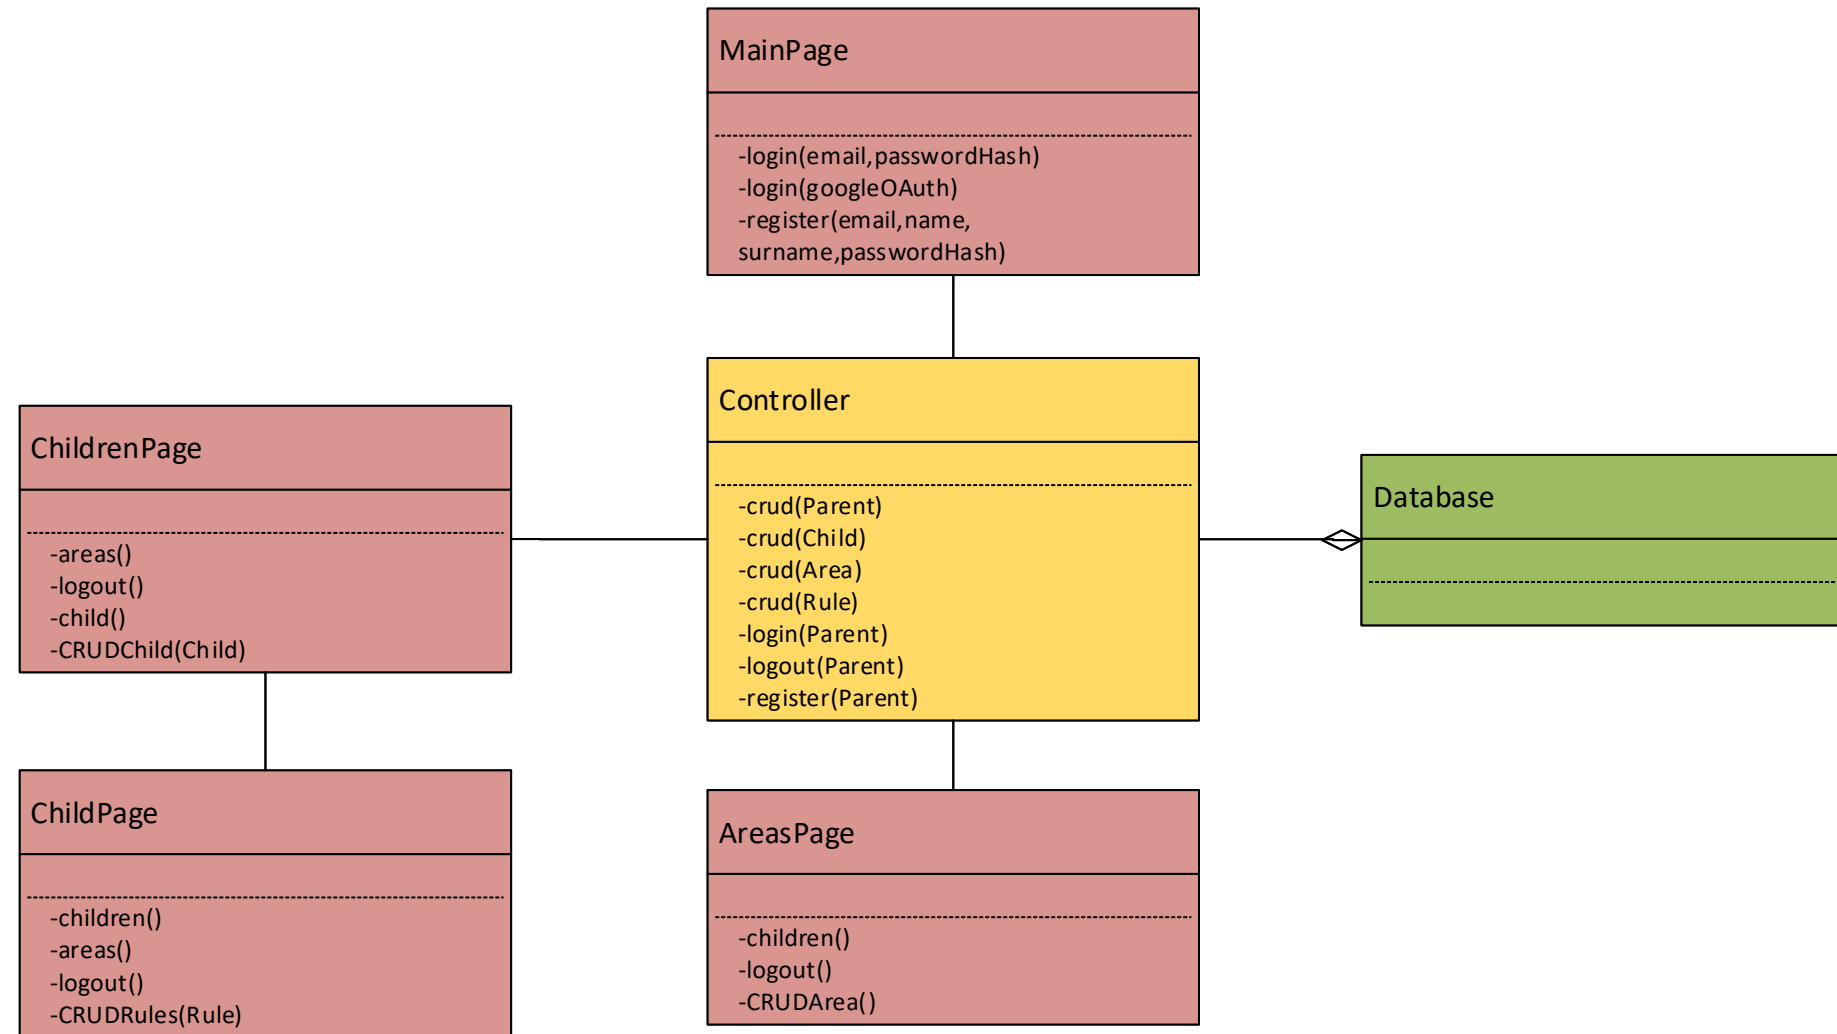 MainPage
-login(email,passwordHash)
-login(googleOAuth)
-register(email,name,
surname,passwordHash)
Controller
-crud(Parent)
-crud(Child)
-crud(Area)
-crud(Rule)
-login(Parent)
-logout(Parent)
-register(Parent)
ChildrenPage
-areas()
-logout()
-child()
-CRUDChild(Child)
Database
ChildPage
-children()
-areas()
-logout()
-CRUDRules(Rule)
AreasPage
-children()
-logout()
-CRUDArea()